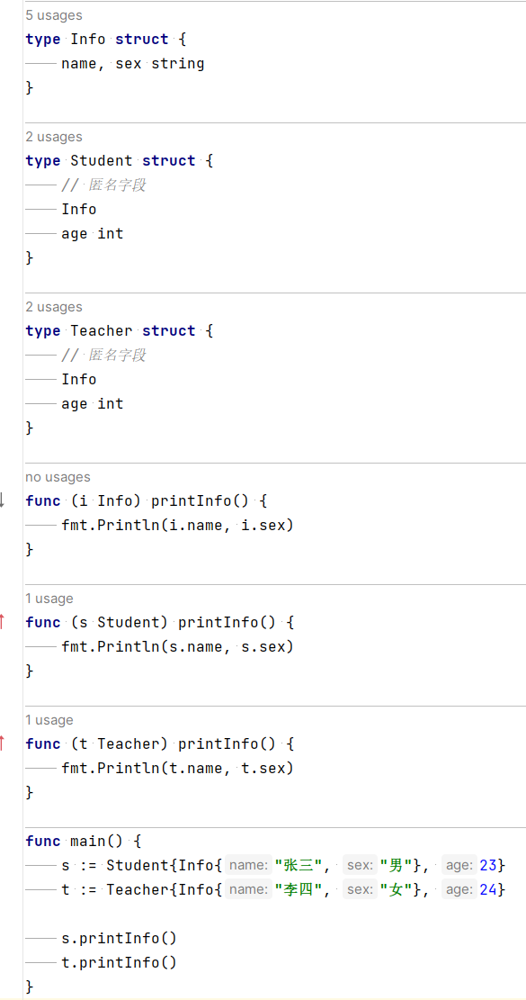 5 usages
type Info struct {
name, sex string
}
2 usages
type Student struct {
// 匿名字段
Info
age int
}
2 usages
type Teacher struct {
// 匿名字段
Info
age int
}
no usages
func (i Info) printInfo() {
fmt.Println(i.name, i.sex)
}
1 usage
func (s Student) printInfo() {
fmt.Println(s.name, s.sex)
}
1 usage
func (t Teacher) printInfo() {
fmt.Println(t.name, t.sex)
}
func main() {
s := Student{Info{ name: "张三", sex: "男"}, age: 23}
t := Teacher{Info{ name: "李四", sex: "女"}, age: 24}
s.printInfo()
t.printInfo()
}